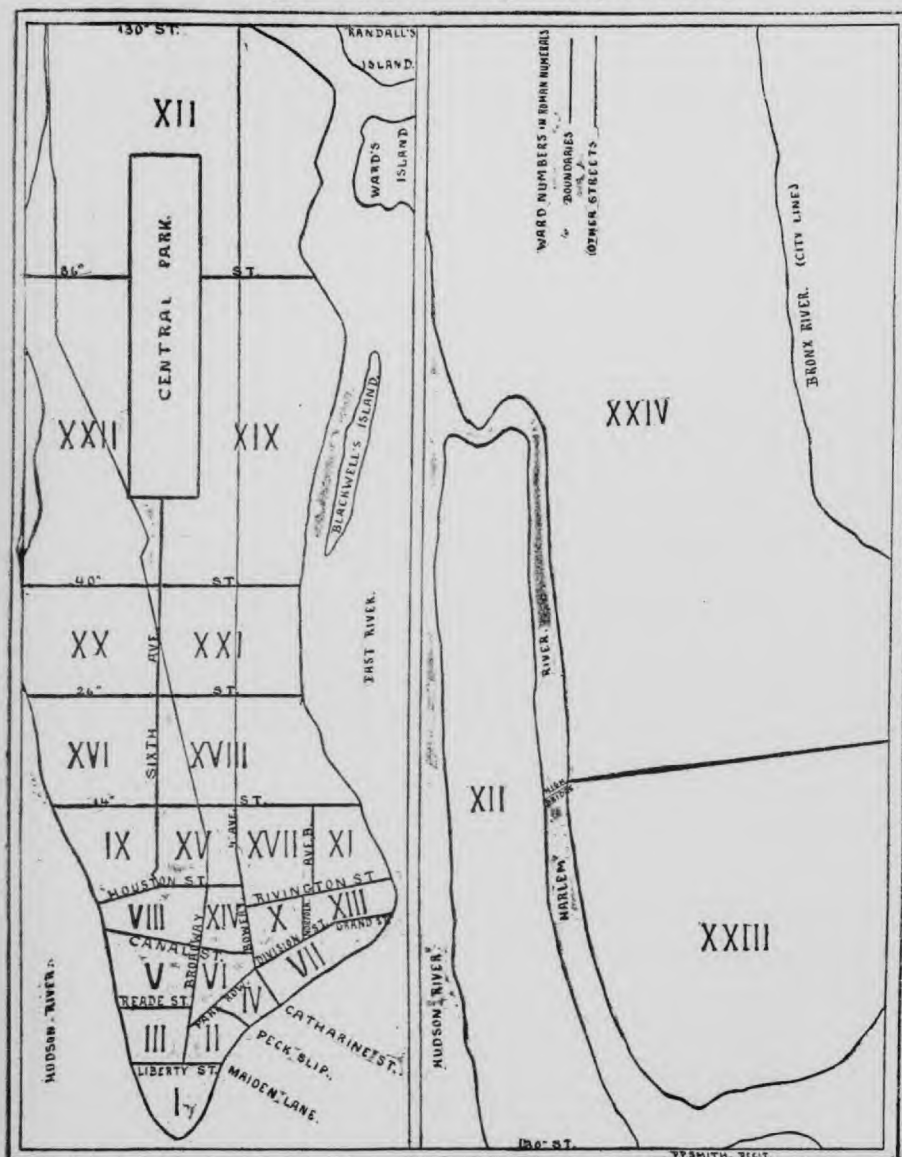 130" ST.
RANDALL'S
ISLAND.
XII
WARD'S
ISLAND
CENTRAL PARK.
86" ST.
XXII
XIX
BLACKWELL'S ISLAND.
40" ST.
XX
XXI
SIXTH AVE.
EAST RIVER.
26" ST.
XVI
XVIII
14" ST.
IX
XV
4" AVE.
XVII
AVE. B.
XI
HOUSTON ST.
RIVINGTON ST
VIII
XIV
BOWERY
X
NORFOLK
XIII
BROADWAY
CANAL ST.
DIVISION ST.
GRAND ST.
V
VI
VII
READE ST.
PARK ROW.
IV
CATHARINE ST.
III
II
PECK SLIP.
LIBERTY ST.
MAIDEN LANE.
I
HUDSON RIVER.
WARD NUMBERS IN ROMAN NUMERALS
" BOUNDARIES
(OTHER STREETS
BRONX RIVER. (CITY LINE)
XXIV
HARLEM RIVER.
HIGH
BRIDGE
XII
XXIII
HUDSON RIVER
130" ST.